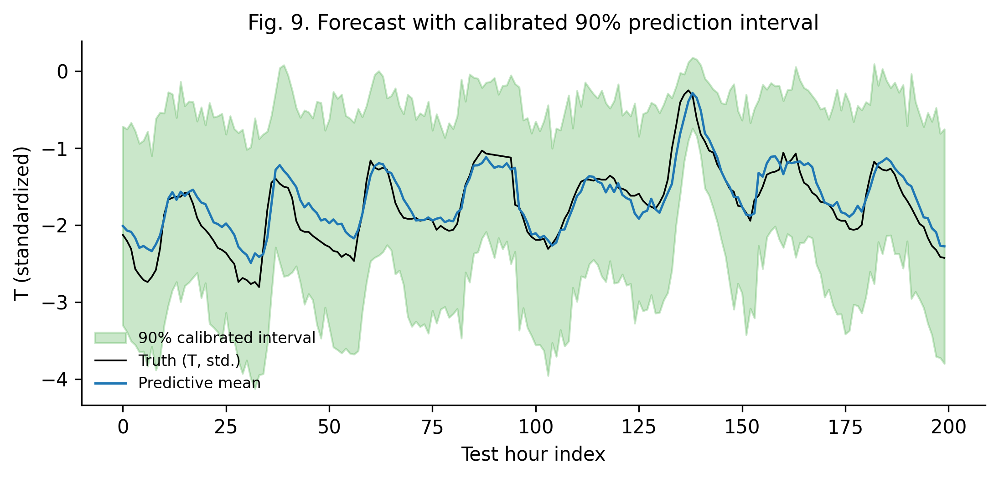 Fig. 9. Forecast with calibrated 90% prediction interval
T (standardized)
0
−1
−2
−3
−4
90% calibrated interval
Truth (T, std.)
Predictive mean
0 25 50 75 100 125 150 175 200
Test hour index